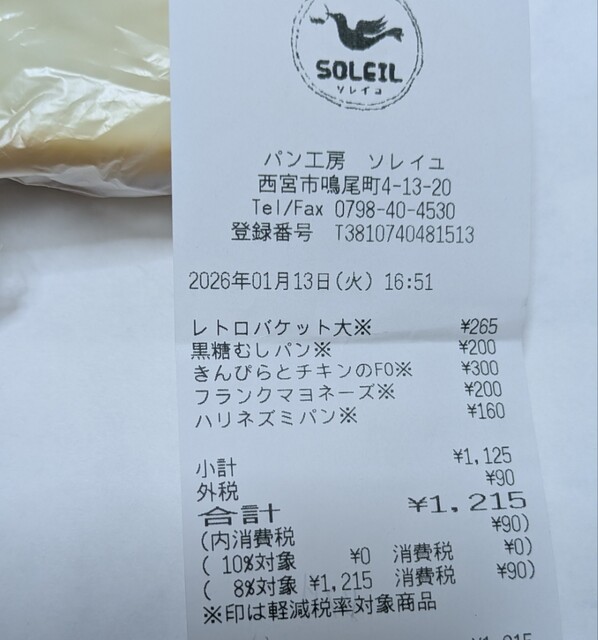 SOLEIL
ソレイユ
パン工房 ソレイユ
西宮市鳴尾町4-13-20
Tel/Fax 0798-40-4530
登録番号 T3810740481513
2026年01月13日(火) 16:51
レトロバケット大※ ¥265
黒糖むしパン※ ¥200
きんぴらとチキンのFO※ ¥300
フランクマヨネーズ※ ¥200
ハリネズミパン※ ¥160
小計 ¥1,125
外税 ¥90
合計 ¥1,215
(内消費税 ¥90)
( 10%対象 ¥0 消費税 ¥0)
( 8%対象 ¥1,215 消費税 ¥90)
※印は軽減税率対象商品